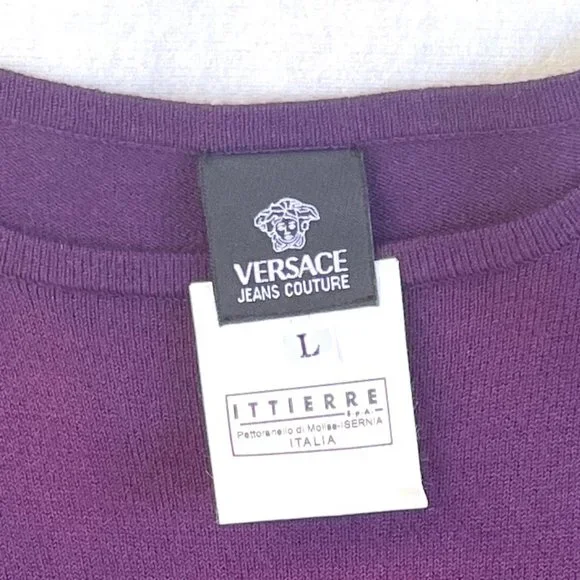 VERSACE
JEANS COUTURE
L
ITTIERRE
S.p.A.
Pettoranello di Molise-ISERNIA
ITALIA